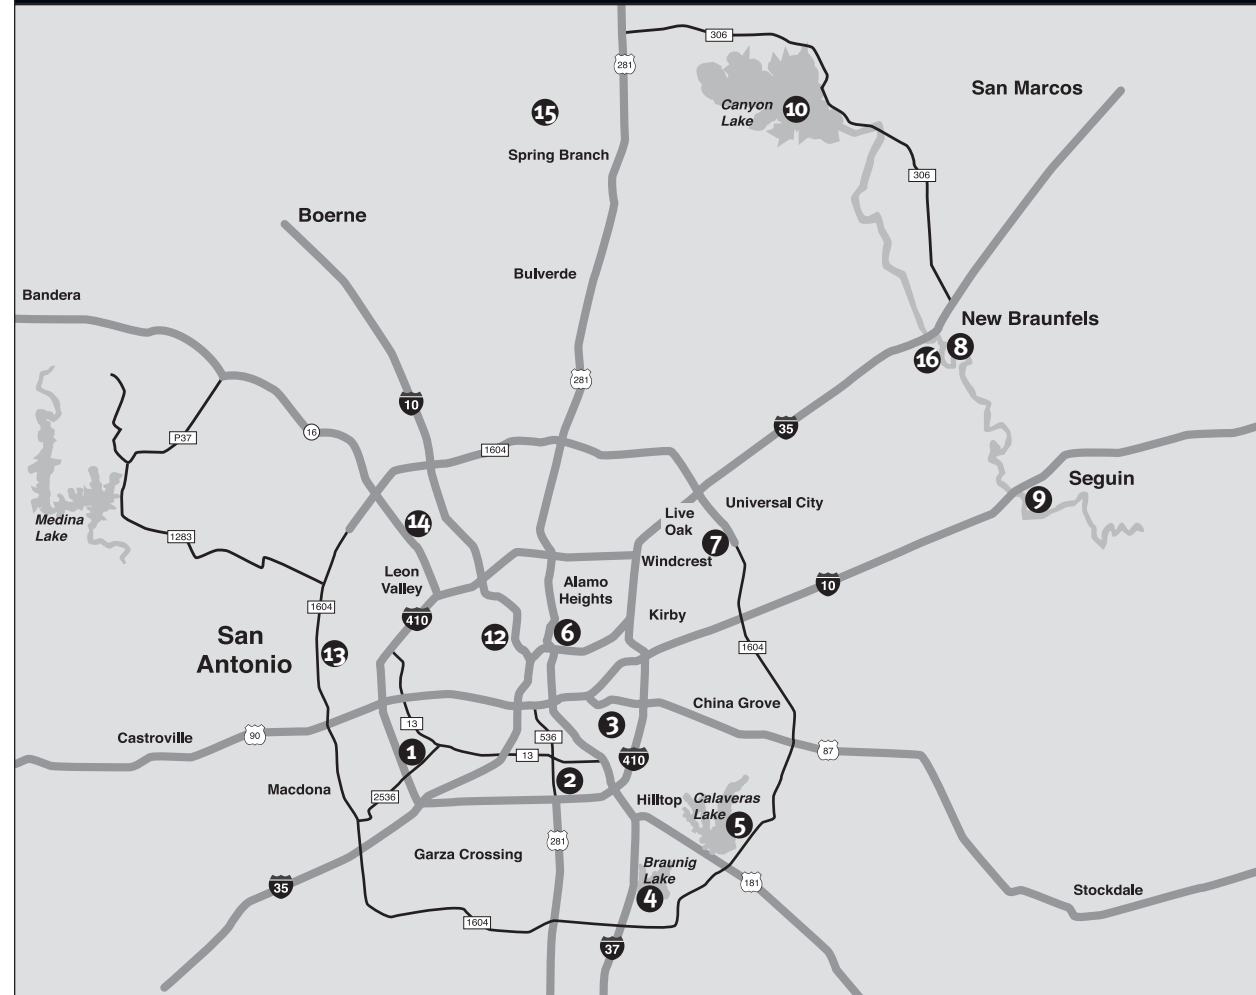 306
281
San Marcos
Canyon
Lake
10
15
Spring Branch
306
Boerne
Bulverde
Bandera
New Braunfels
16
8
281
10
35
16
P37
1604
Seguin
9
Universal City
Live
Oak
7
14
Medina
Lake
1283
Windcrest
Leon
Valley
Alamo
Heights
10
1604
410
Kirby
San
Antonio
12
6
13
1604
China Grove
13
3
Castroville
90
536
1
13
410
87
2
Macdona
2536
Hilltop
Calaveras
Lake
5
281
Garza Crossing
Braunig
Lake
4
181
35
Stockdale
1604
37